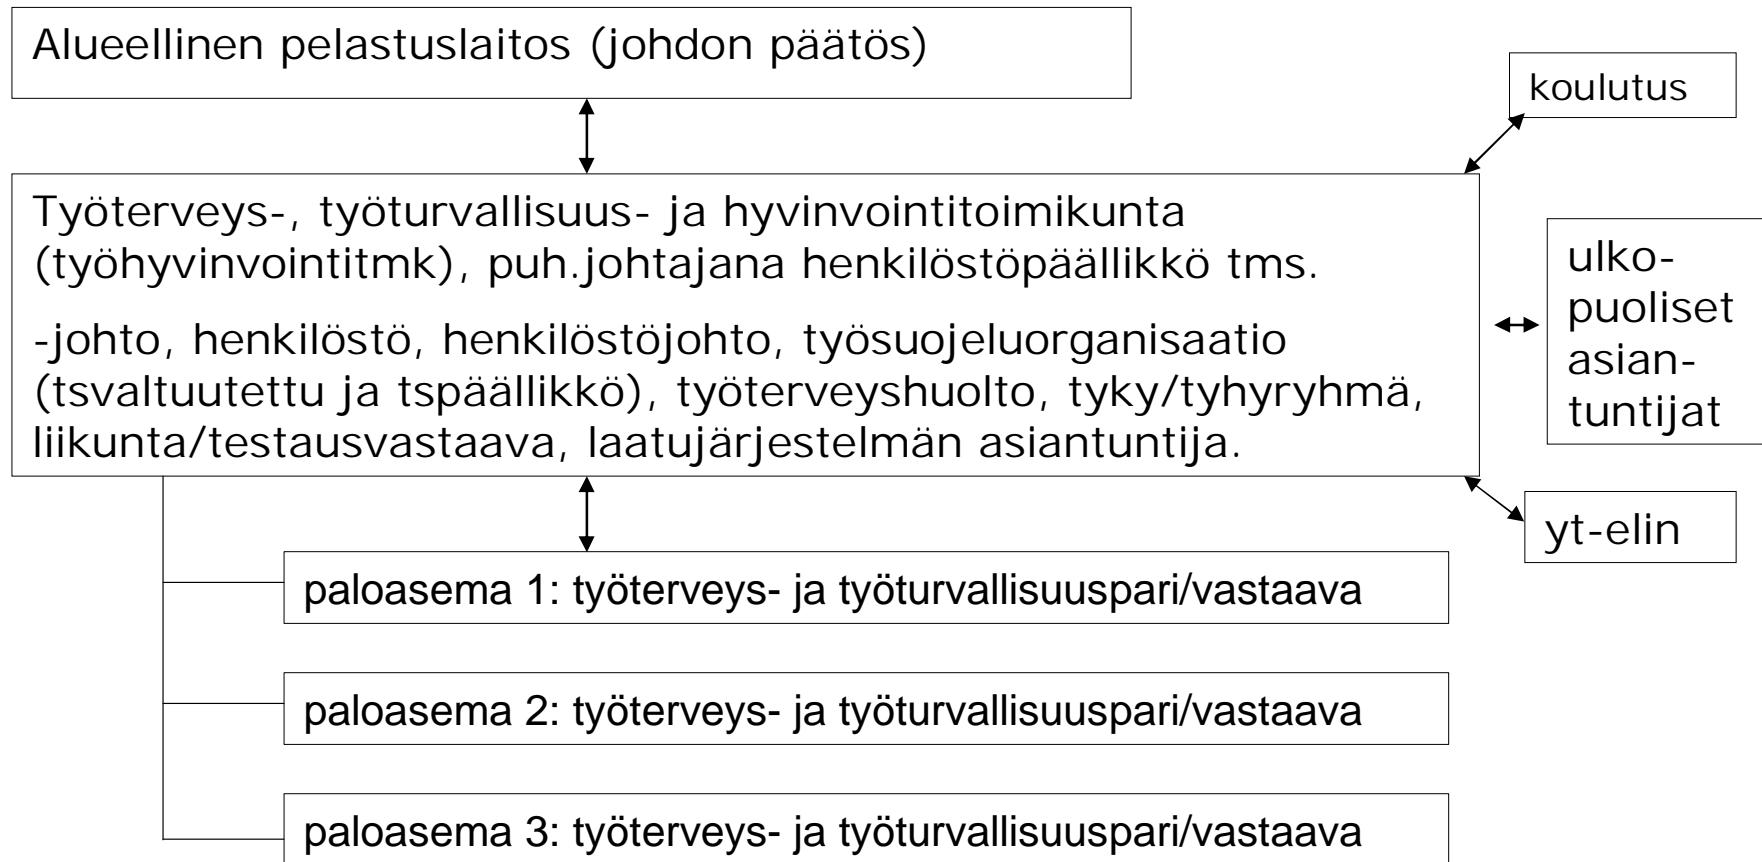 Alueellinen pelastuslaitos (johdon päätös)
koulutus
Työterveys-, työturvallisuus- ja hyvinvointitoimikunta
(työhyvinvointitmk), puh.johtajana henkilöstöpäällikkö tms.
-johto, henkilöstö, henkilöstöjohto, työsuojeluorganisaatio
(tsvaltuutettu ja tspäällikkö), työterveyshuolto, tyky/tyhyryhmä,
liikunta/testausvastaava, laatujärjestelmän asiantuntija.
ulko-
puoliset
asian-
tuntijat
yt-elin
paloasema 1: työterveys- ja työturvallisuuspari/vastaava
paloasema 2: työterveys- ja työturvallisuuspari/vastaava
paloasema 3: työterveys- ja työturvallisuuspari/vastaava